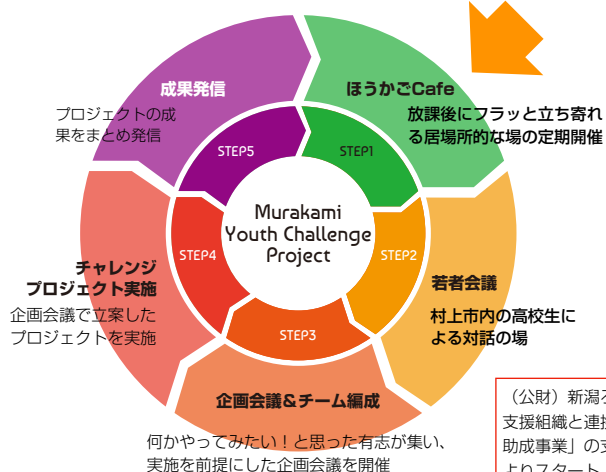 成果発信
プロジェクトの成
果をまとめ発信
ほうかごCafe
放課後にフラッと立ち寄れ
る居場所的な場の定期開催
STEP5
STEP1
Murakami
Youth Challenge
Project
STEP4
STEP2
チャレンジ
プロジェクト実施
企画会議で立案した
プロジェクトを実施
若者会議
村上市内の高校生に
よる対話の場
STEP3
企画会議&チーム編成
何かやってみたい！と思った有志が集い、
実施を前提にした企画会議を開催
（公財）新潟ろ
支援組織と連携
助成事業」の支
よりスタート